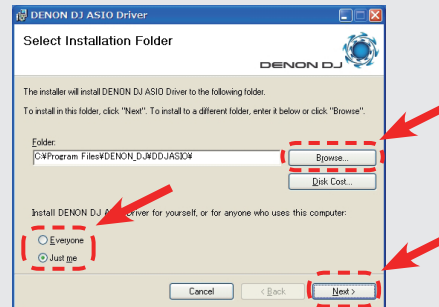 DENON DJ ASIO Driver
Select Installation Folder
DENON DJ
The installer will install DENON DJ ASIO Driver to the following folder.
To install in this folder, click "Next". To install to a different folder, enter it below or click "Browse".
Folder:
C:¥Program Files¥DENON_DJ¥DDJASIO¥
Browse...
Disk Cost...
Install DENON DJ ASIO Driver for yourself, or for anyone who uses this computer:
Everyone
Just me
Cancel
< Back
Next >